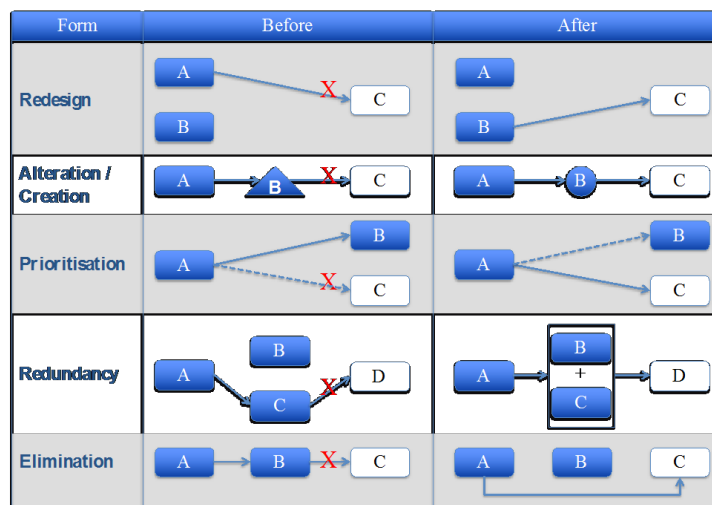 Form Before After
Redesign
A
X
C
B
A
B
C
Alteration /
Creation
A
B
X
C
A
B
C
Prioritisation
A
B
X
C
A
B
C
Redundancy
A
B
C
X
D
A
B
+
C
D
Elimination
A
B
X
C
A
B
C